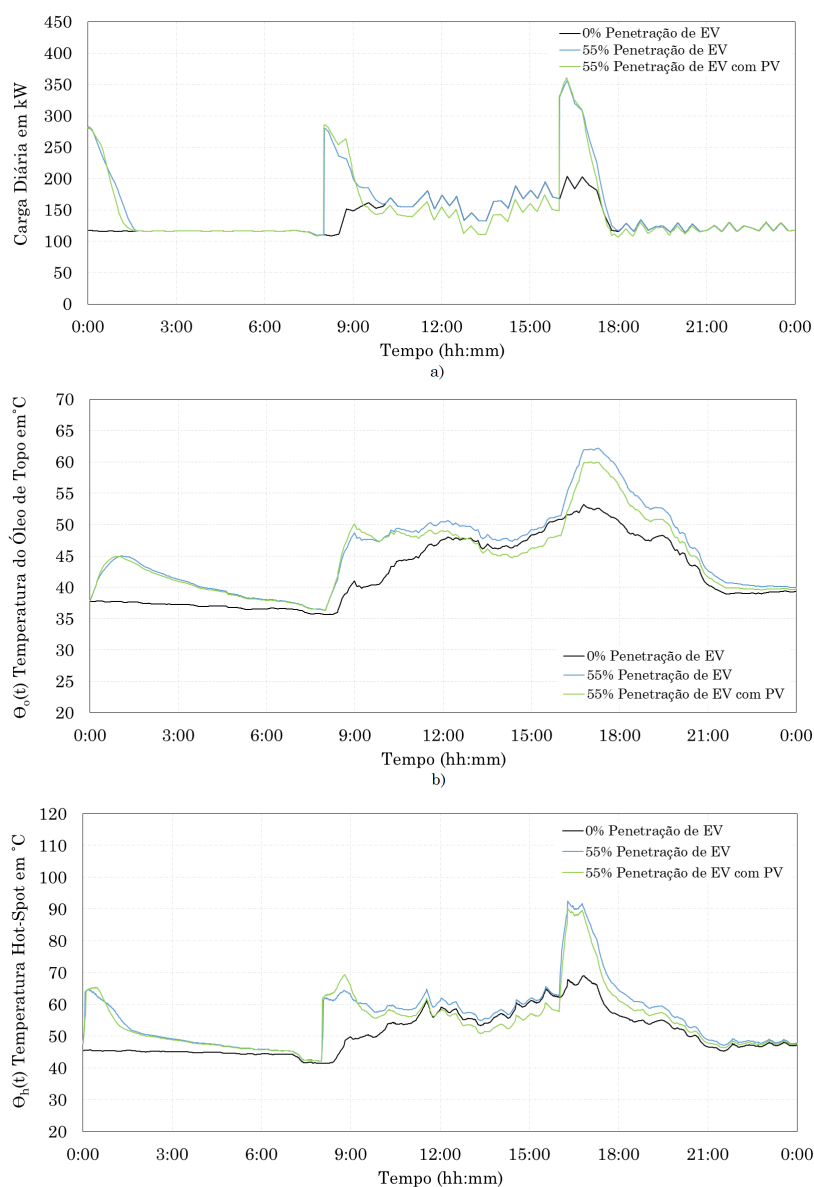 450
400
350
300
250
200
150
100
50
0
Carga Diária em kW
0% Penetração de EV
55% Penetração de EV
55% Penetração de EV com PV
0:00 3:00 6:00 9:00 12:00 15:00 18:00 21:00 0:00
Tempo (hh:mm)
a)
70
65
60
55
50
45
40
35
30
25
20
Θₒ(t) Temperatura do Óleo de Topo em˚C
0% Penetração de EV
55% Penetração de EV
55% Penetração de EV com PV
0:00 3:00 6:00 9:00 12:00 15:00 18:00 21:00 0:00
Tempo (hh:mm)
b)
120
110
100
90
80
70
60
50
40
30
20
Θₕ(t) Temperatura Hot-Spot em ˚C
0% Penetração de EV
55% Penetração de EV
55% Penetração de EV com PV
0:00 3:00 6:00 9:00 12:00 15:00 18:00 21:00 0:00
Tempo (hh:mm)